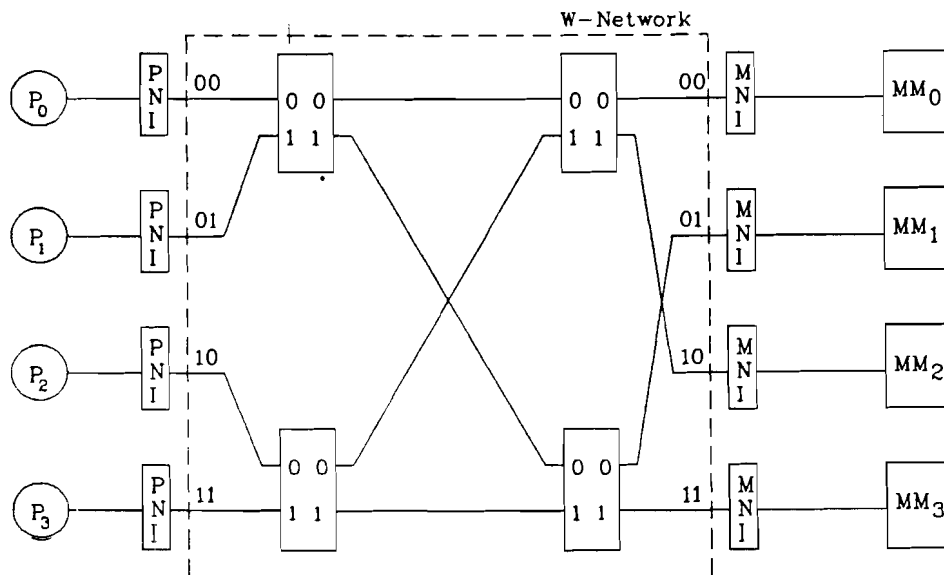 W-Network
P0
PNI
00
0 0
1 1
0 0
1 1
00
MNI
MM0
P1
PNI
01
01
MNI
MM1
P2
PNI
10
10
MNI
MM2
P3
PNI
11
0 0
1 1
0 0
1 1
11
MNI
MM3